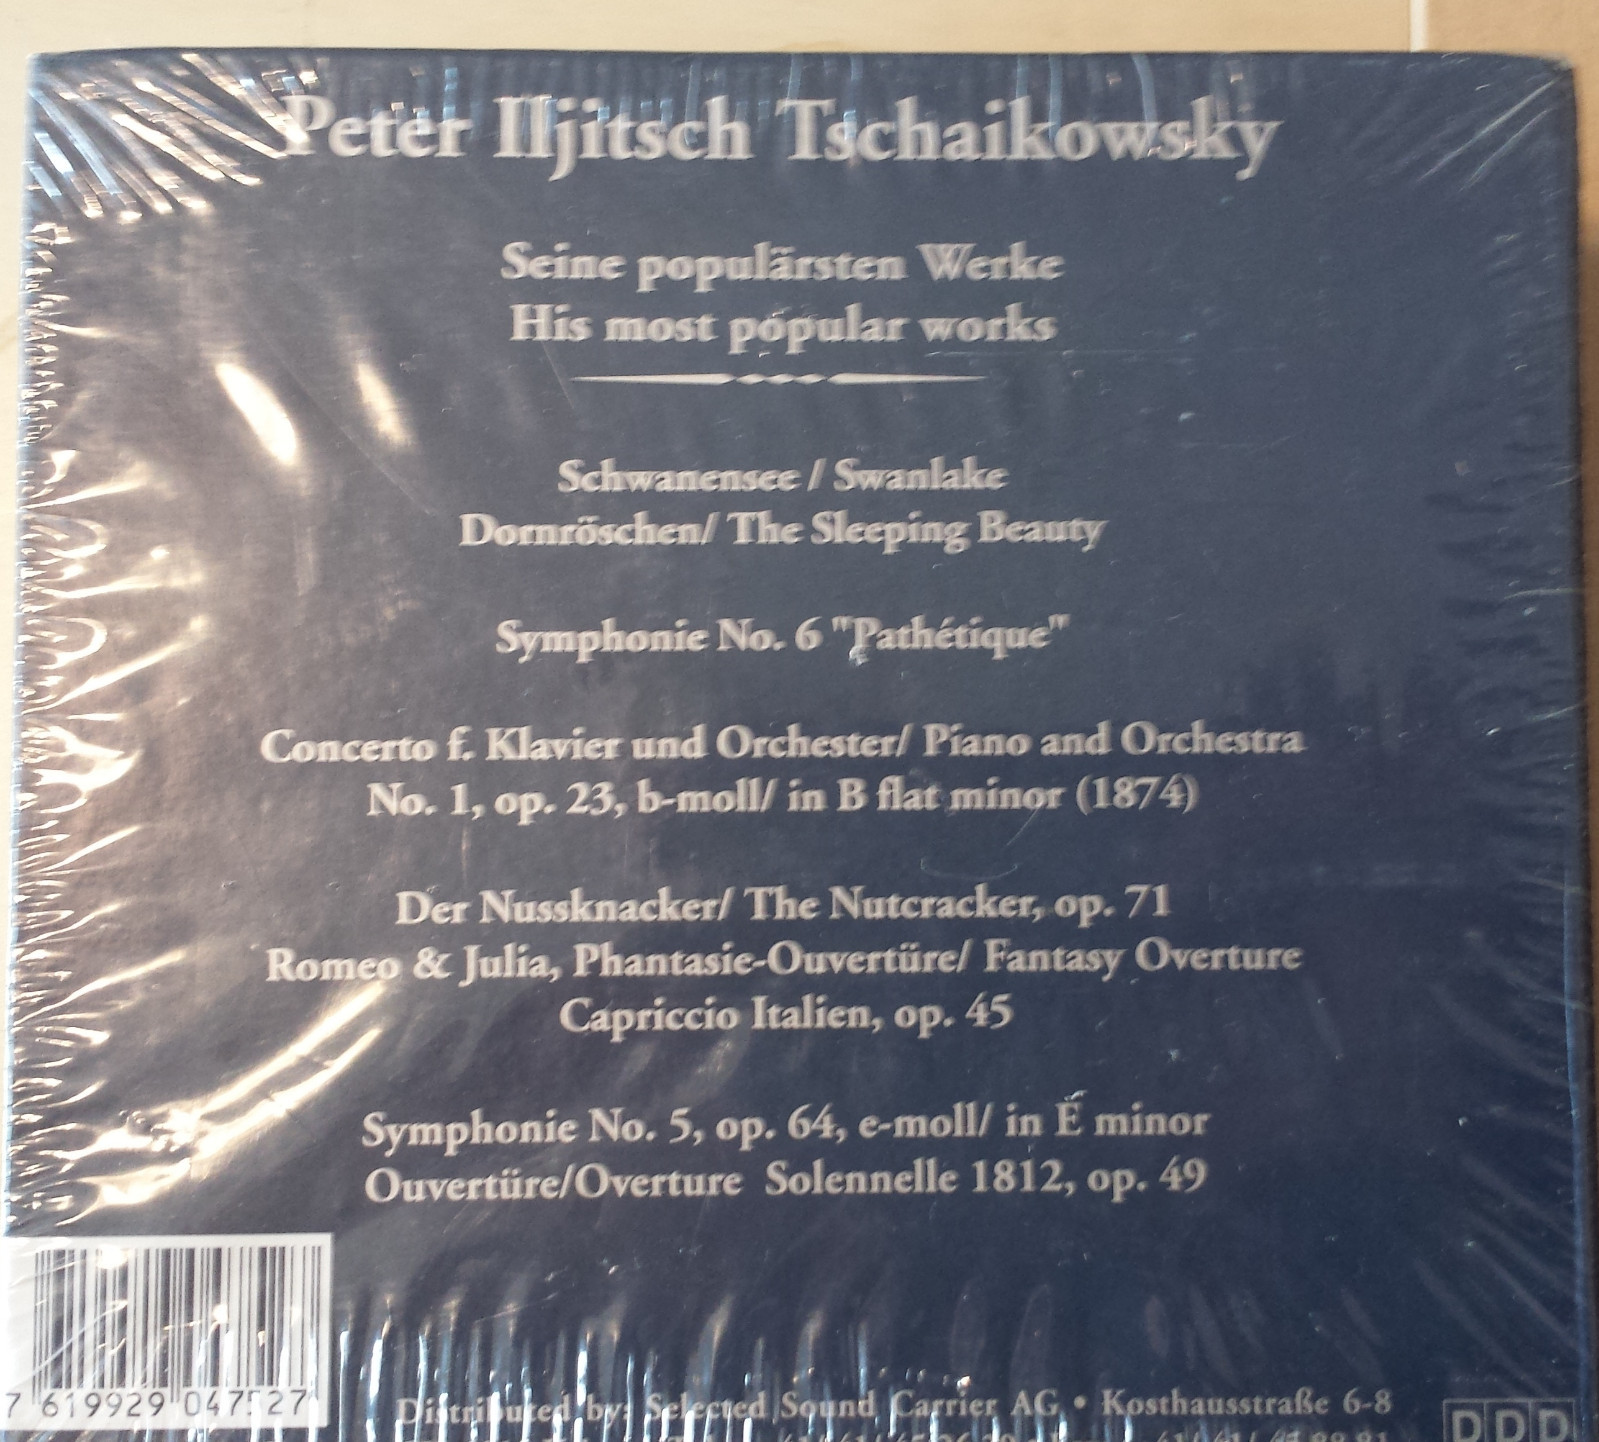 Peter Iljitsch Tschaikowsky
Seine populärsten Werke
His most popular works
Schwanensee / Swanlake
Dornröschen/ The Sleeping Beauty
Symphonie No. 6 "Pathétique"
Concerto f. Klavier und Orchester/ Piano and Orchestra
No. 1, op. 23, b-moll/ in B flat minor (1874)
Der Nussknacker/ The Nutcracker, op. 71
Romeo & Julia, Phantasie-Ouvertüre/ Fantasy Overture
Capriccio Italien, op. 45
Symphonie No. 5, op. 64, e-moll/ in E minor
Ouvertüre/Overture Solennelle 1812, op. 49
7 619929 047527
Distributed by: Selected Sound Carrier AG • Kosthausstraße 6-8
DDD